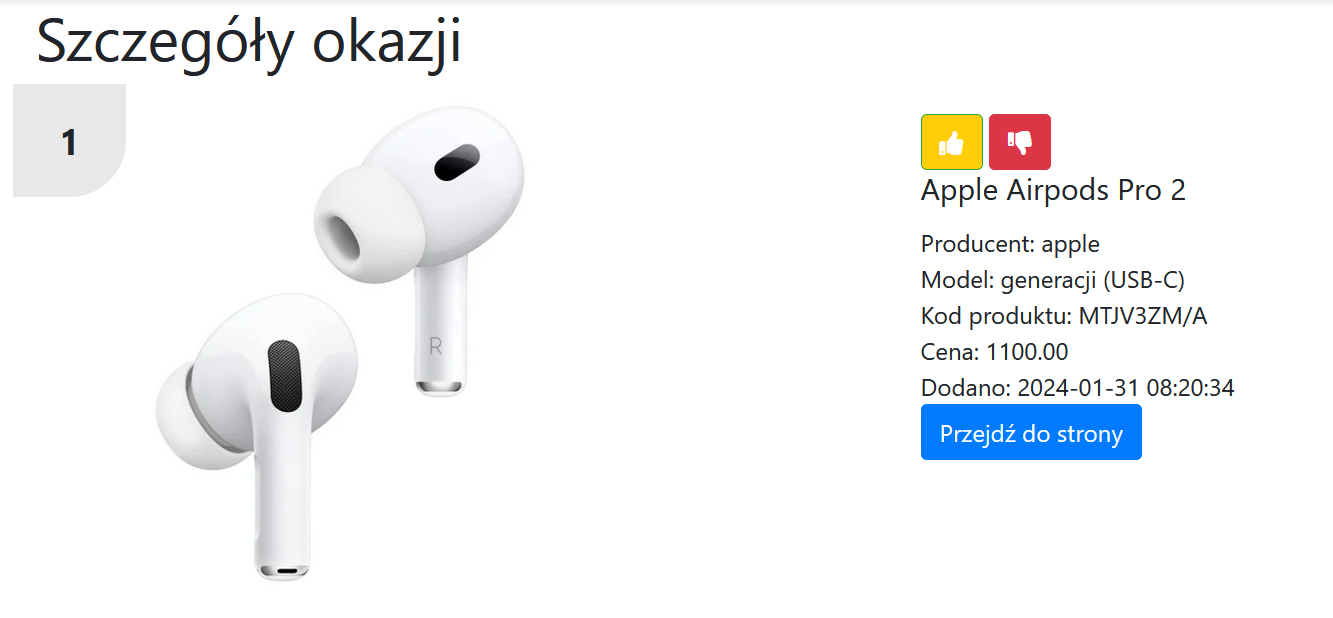 Szczegóły okazji
1
R
Apple Airpods Pro 2
Producent: apple
Model: generacji (USB-C)
Kod produktu: MTJV3ZM/A
Cena: 1100.00
Dodano: 2024-01-31 08:20:34
Przejdź do strony